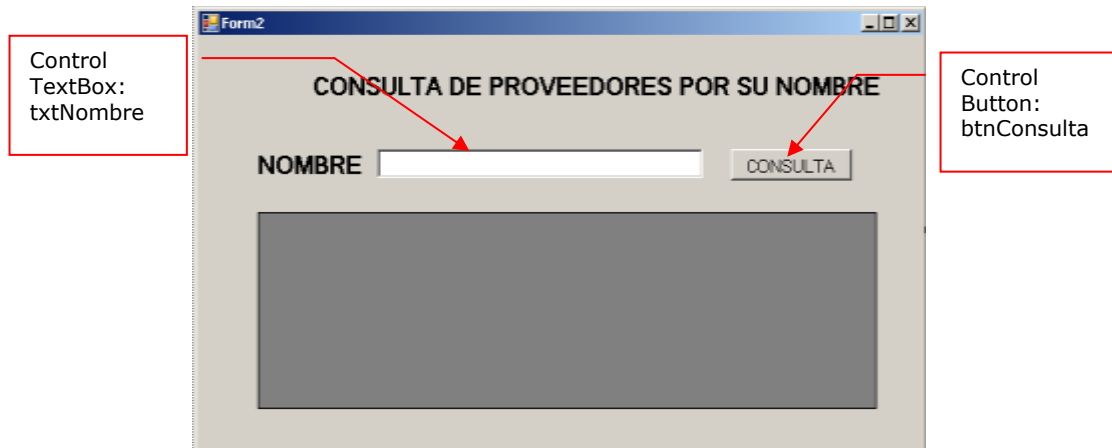 Form2
Control
TextBox:
txtNombre
CONSULTA DE PROVEEDORES POR SU NOMBRE
Control
Button:
btnConsulta
NOMBRE
CONSULTA